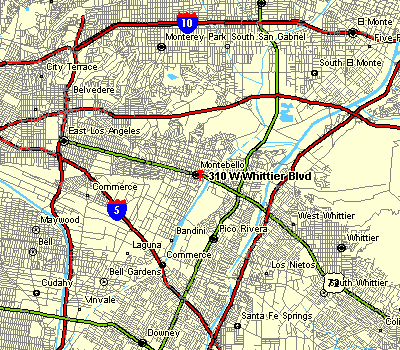 El Monte
10
Monterey Park South San Gabriel
Five P
City Terrace
South El Monte
Belvedere
East Los Angeles
Montebello
310 W Whittier Blvd
Commerce
5
Maywood
West Whittier
Bell
Bandini
Pico Rivera
Whittier
Laguna
Commerce
Bell Gardens
Los Nietos
Cudahy
72
South Whittier
Vinvale
Santa Fe Springs
Coli
Downey